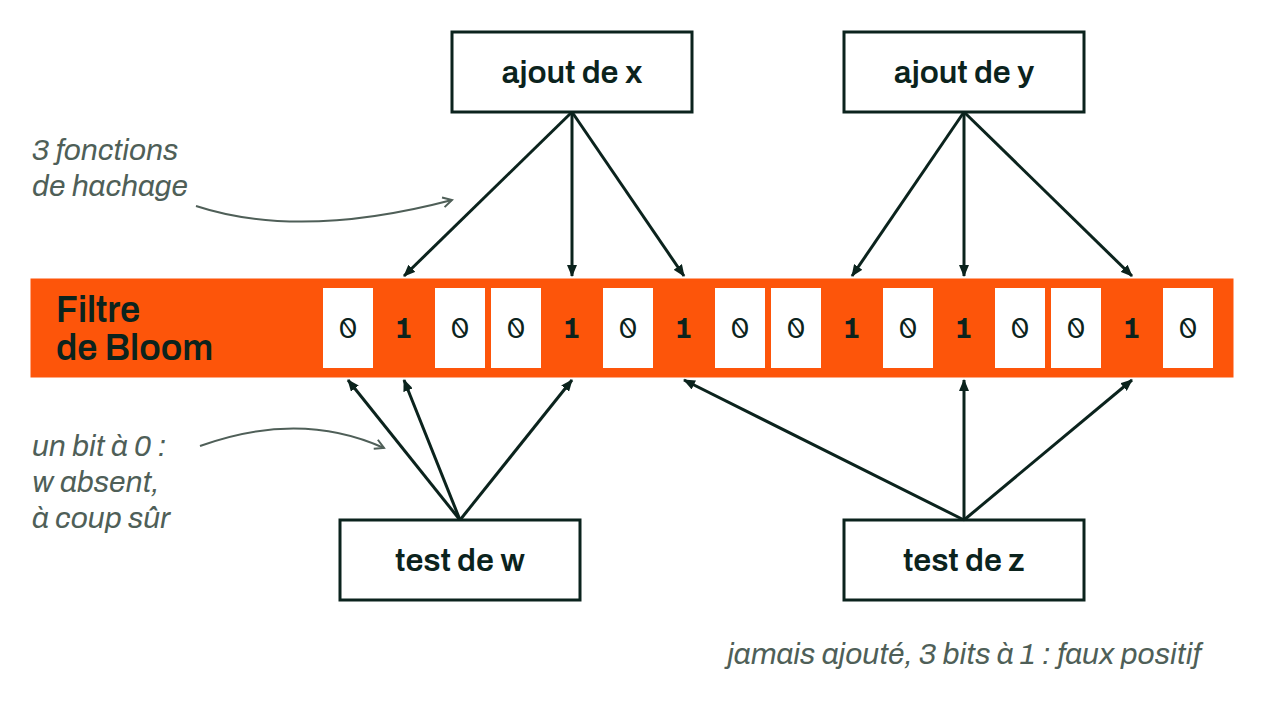 ajout de x
ajout de y
3 fonctions
de hachage
Filtre
de Bloom
0 1 0 0 1 0 1 0 0 1 0 1 0 0 1 0
un bit à 0 :
w absent,
à coup sûr
test de w
test de z
jamais ajouté, 3 bits à 1 : faux positif